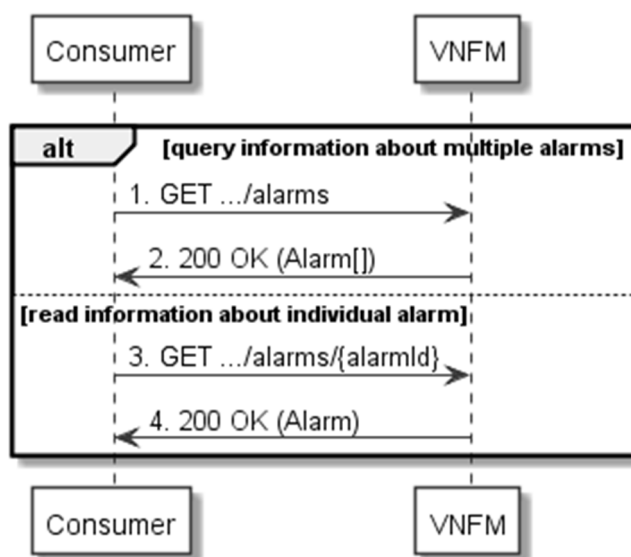 Consumer
VNFM
alt
[query information about multiple alarms]
1. GET .../alarms
2. 200 OK (Alarm[])
[read information about individual alarm]
3. GET .../alarms/{alarmId}
4. 200 OK (Alarm)
Consumer
VNFM